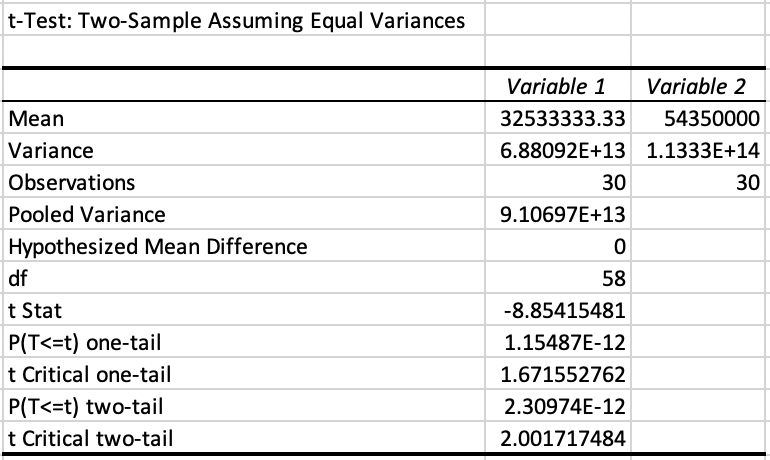 t-Test: Two-Sample Assuming Equal Variances
Variable 1 Variable 2
Mean 32533333.33 54350000
Variance 6.88092E+13 1.1333E+14
Observations 30 30
Pooled Variance 9.10697E+13
Hypothesized Mean Difference 0
df 58
t Stat -8.85415481
P(T<=t) one-tail 1.15487E-12
t Critical one-tail 1.671552762
P(T<=t) two-tail 2.30974E-12
t Critical two-tail 2.001717484